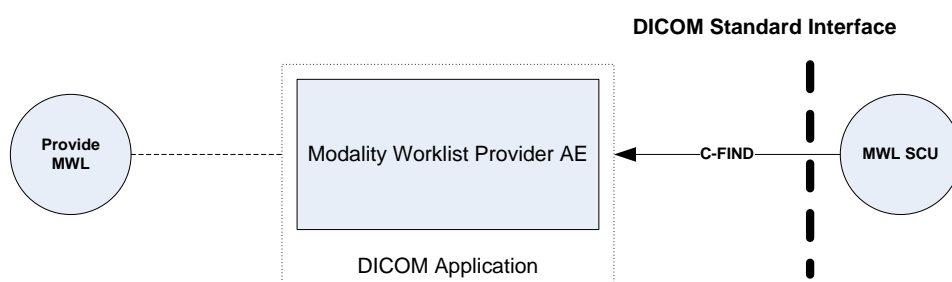 DICOM Standard Interface
Provide
MWL
Modality Worklist Provider AE
C-FIND
MWL SCU
DICOM Application